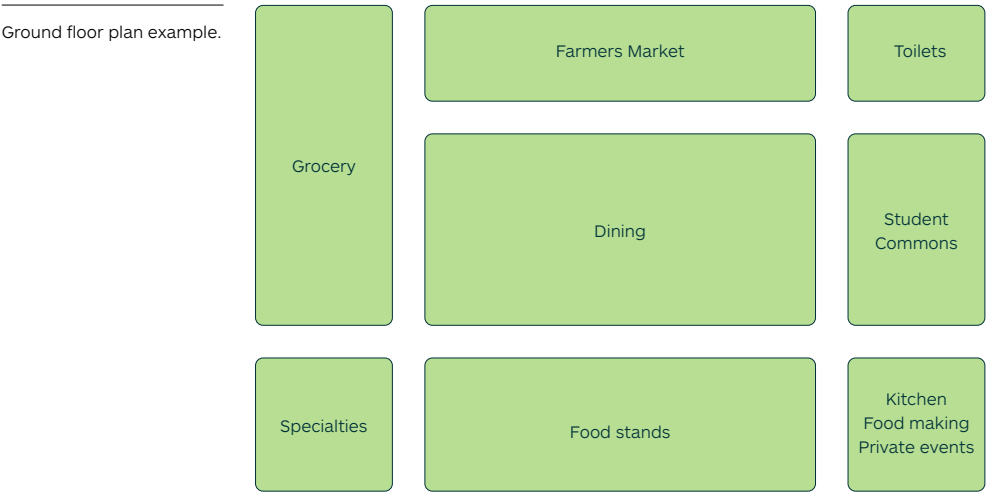 Ground floor plan example.
Farmers Market
Toilets
Grocery
Dining
Student
Commons
Specialties
Food stands
Kitchen
Food making
Private events